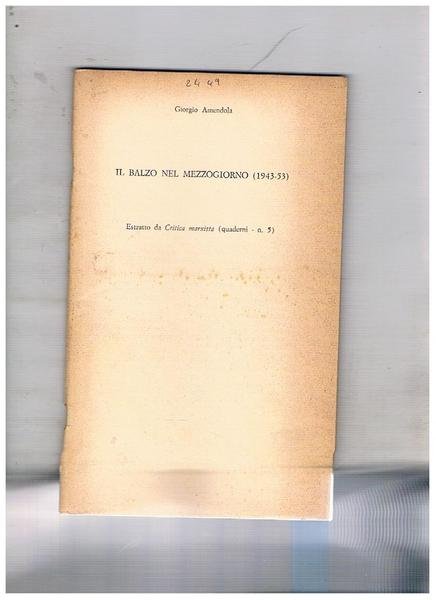 24 49
Giorgio Amendola
IL BALZO NEL MEZZOGIORNO (1943-53)
Estratto da Critica marxista (quaderni - n. 5)